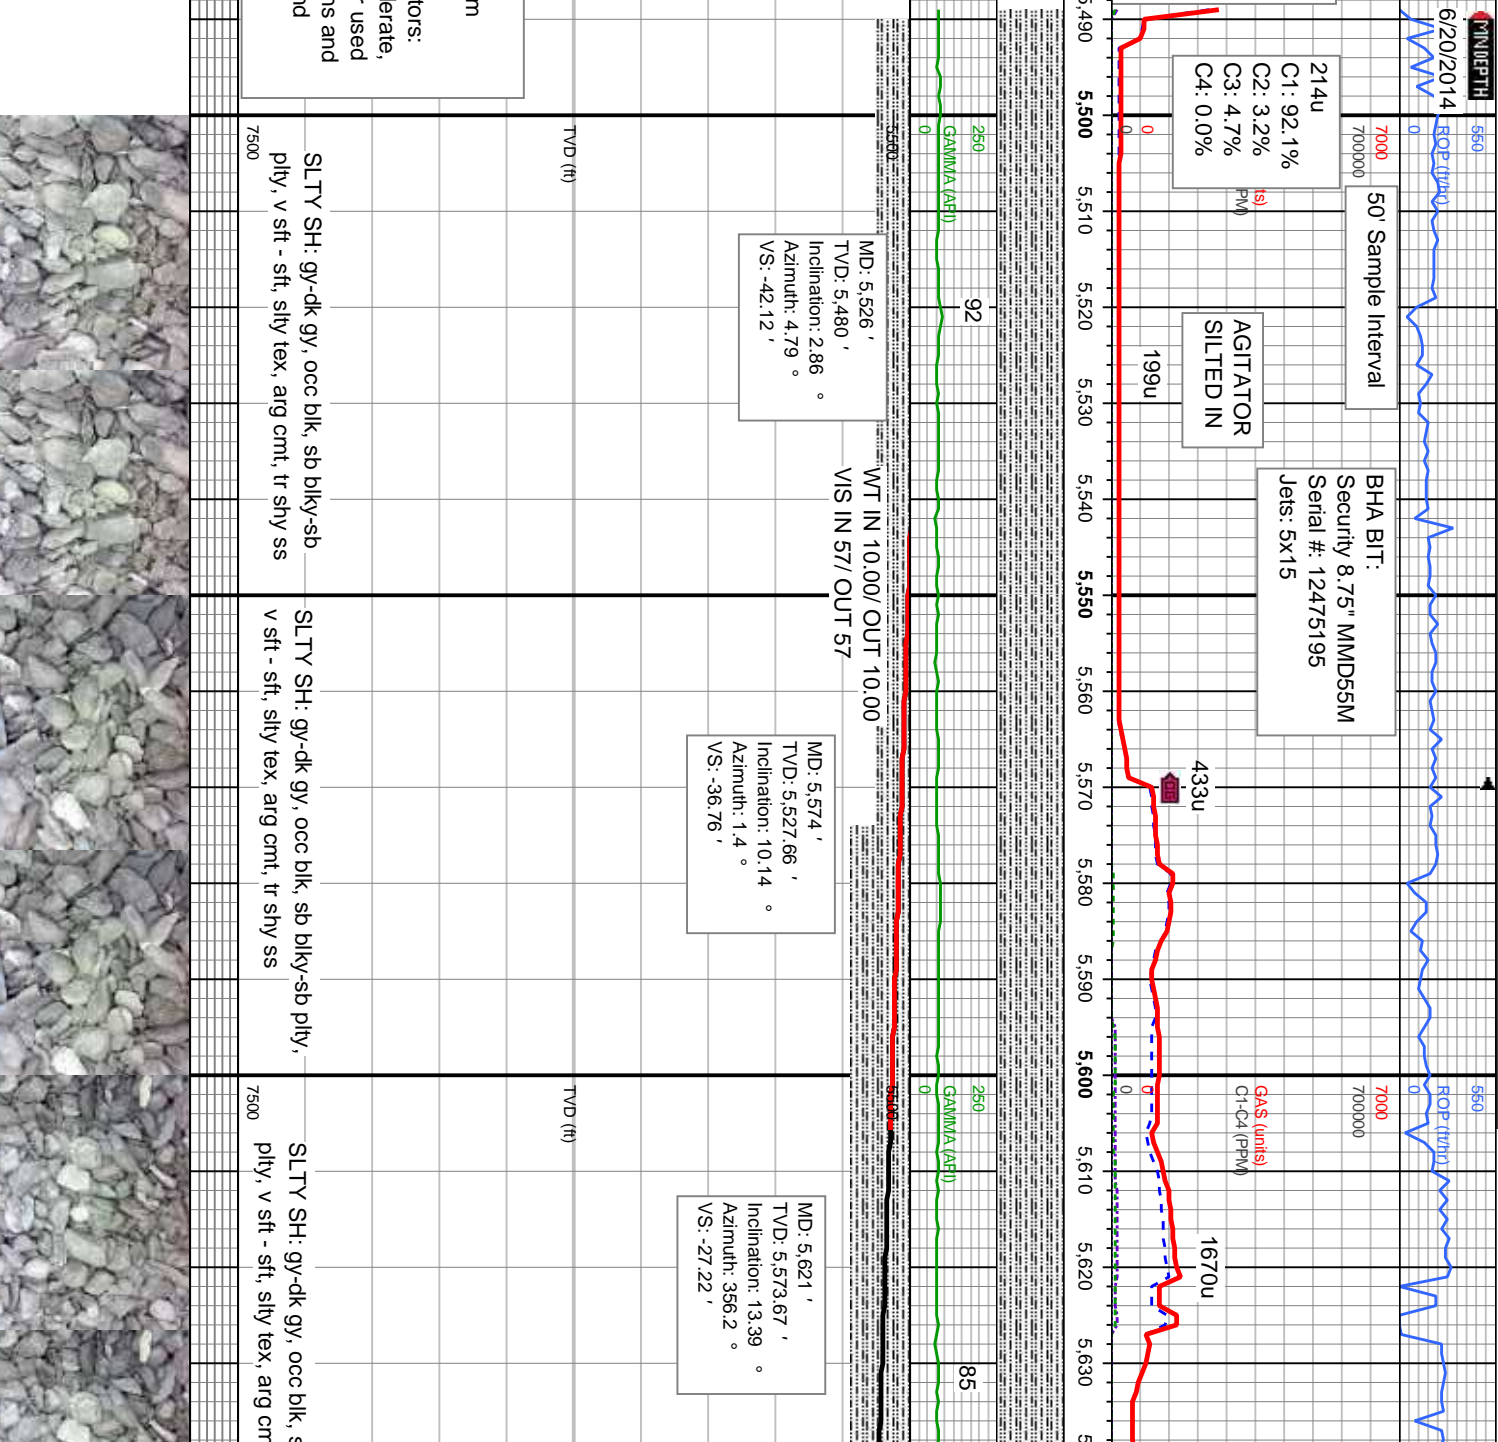 MNDEPTH
6/20/2014
5,490
5,500
5,510
5,520
5,530
5,540
5,550
5,560
5,570
5,580
5,590
5,600
5,610
5,620
5,630
550
ROP (ft/hr)
0
7000
700000
0
0
50' Sample Interval
214u
C1: 92.1%
C2: 3.2%
C3: 4.7%
C4: 0.0%
ts)
PM)
AGITATOR
SILTED IN
199u
BHA BIT:
Security 8.75" MMD55M
Serial #: 12475195
Jets: 5x15
433u
550
ROP (ft/hr)
0
7000
700000
GAS (units)
C1-C4 (PPM)
0
0
1670u
250
GAMMA (API)
0
92
250
GAMMA (API)
0
85
5500
TVD (ft)
7500
MD: 5,526 '
TVD: 5,480 '
Inclination: 2.86 °
Azimuth: 4.79 °
VS: -42.12 '
WT IN 10.00/ OUT 10.00
VIS IN 57/ OUT 57
MD: 5,574 '
TVD: 5,527.66 '
Inclination: 10.14 °
Azimuth: 1.4 °
VS: -36.76 '
5500
TVD (ft)
7500
MD: 5,621 '
TVD: 5,573.67 '
Inclination: 13.39 °
Azimuth: 356.2 °
VS: -27.22 '
m
tors:
derate,
r used
ns and
nd
SLTY SH: gy-dk gy, occ blk, sb blky-sb
plty, v sft - sft, slty tex, arg cmt, tr shy ss
SLTY SH: gy-dk gy, occ blk, sb blky-sb plty,
v sft - sft, slty tex, arg cmt, tr shy ss
SLTY SH: gy-dk gy, occ blk, s
plty, v sft - sft, slty tex, arg cm